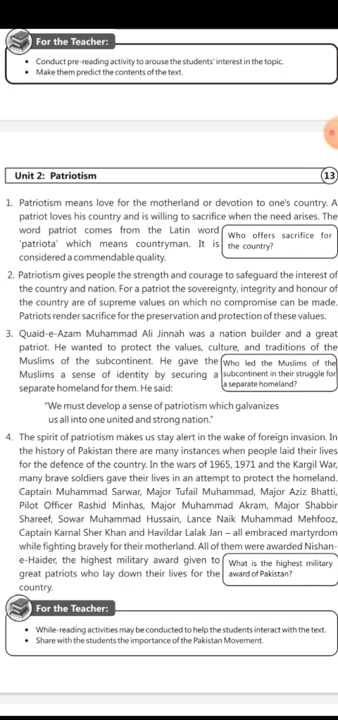 For the Teacher:
• Conduct pre-reading activity to arouse the students' interest in the topic.
• Make them predict the contents of the text.
Unit 2: Patriotism
13
1. Patriotism means love for the motherland or devotion to one's country. A
patriot loves his country and is willing to sacrifice when the need arises. The
word patriot comes from the Latin word
'patriota' which means countryman. It is
considered a commendable quality.
Who offers sacrifice for
the country?
2. Patriotism gives people the strength and courage to safeguard the interest of
the country and nation. For a patriot the sovereignty, integrity and honour of
the country are of supreme values on which no compromise can be made.
Patriots render sacrifice for the preservation and protection of these values.
3. Quaid-e-Azam Muhammad Ali Jinnah was a nation builder and a great
patriot. He wanted to protect the values, culture, and traditions of the
Muslims of the subcontinent. He gave the
Muslims a sense of identity by securing a
separate homeland for them. He said:
Who led the Muslims of the
subcontinent in their struggle for
a separate homeland?
"We must develop a sense of patriotism which galvanizes
us all into one united and strong nation."
4. The spirit of patriotism makes us stay alert in the wake of foreign invasion. In
the history of Pakistan there are many instances when people laid their lives
for the defence of the country. In the wars of 1965, 1971 and the Kargil War,
many brave soldiers gave their lives in an attempt to protect the homeland.
Captain Muhammad Sarwar, Major Tufail Muhammad, Major Aziz Bhatti,
Pilot Officer Rashid Minhas, Major Muhammad Akram, Major Shabbir
Shareef, Sowar Muhammad Hussain, Lance Naik Muhammad Mehfooz,
Captain Karnal Sher Khan and Havildar Lalak Jan – all embraced martyrdom
while fighting bravely for their motherland. All of them were awarded Nishan-
e-Haider, the highest military award given to
great patriots who lay down their lives for the
country.
What is the highest military
award of Pakistan?
For the Teacher:
• While-reading activities may be conducted to help the students interact with the text.
• Share with the students the importance of the Pakistan Movement.